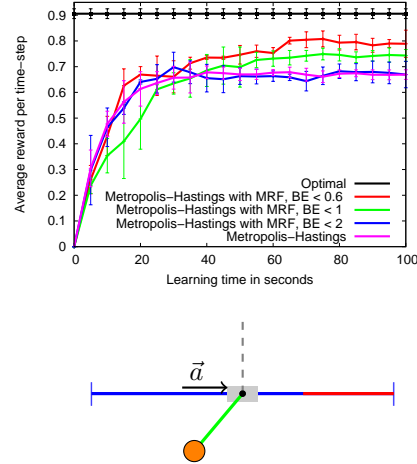 0.9
0.8
0.7
0.6
0.5
0.4
0.3
0.2
0.1
0
Average reward per time-step
Optimal
Metropolis-Hastings with MRF, BE < 0.6
Metropolis-Hastings with MRF, BE < 1
Metropolis-Hastings with MRF, BE < 2
Metropolis-Hastings
0 20 40 60 80 100
Learning time in seconds
a⃗